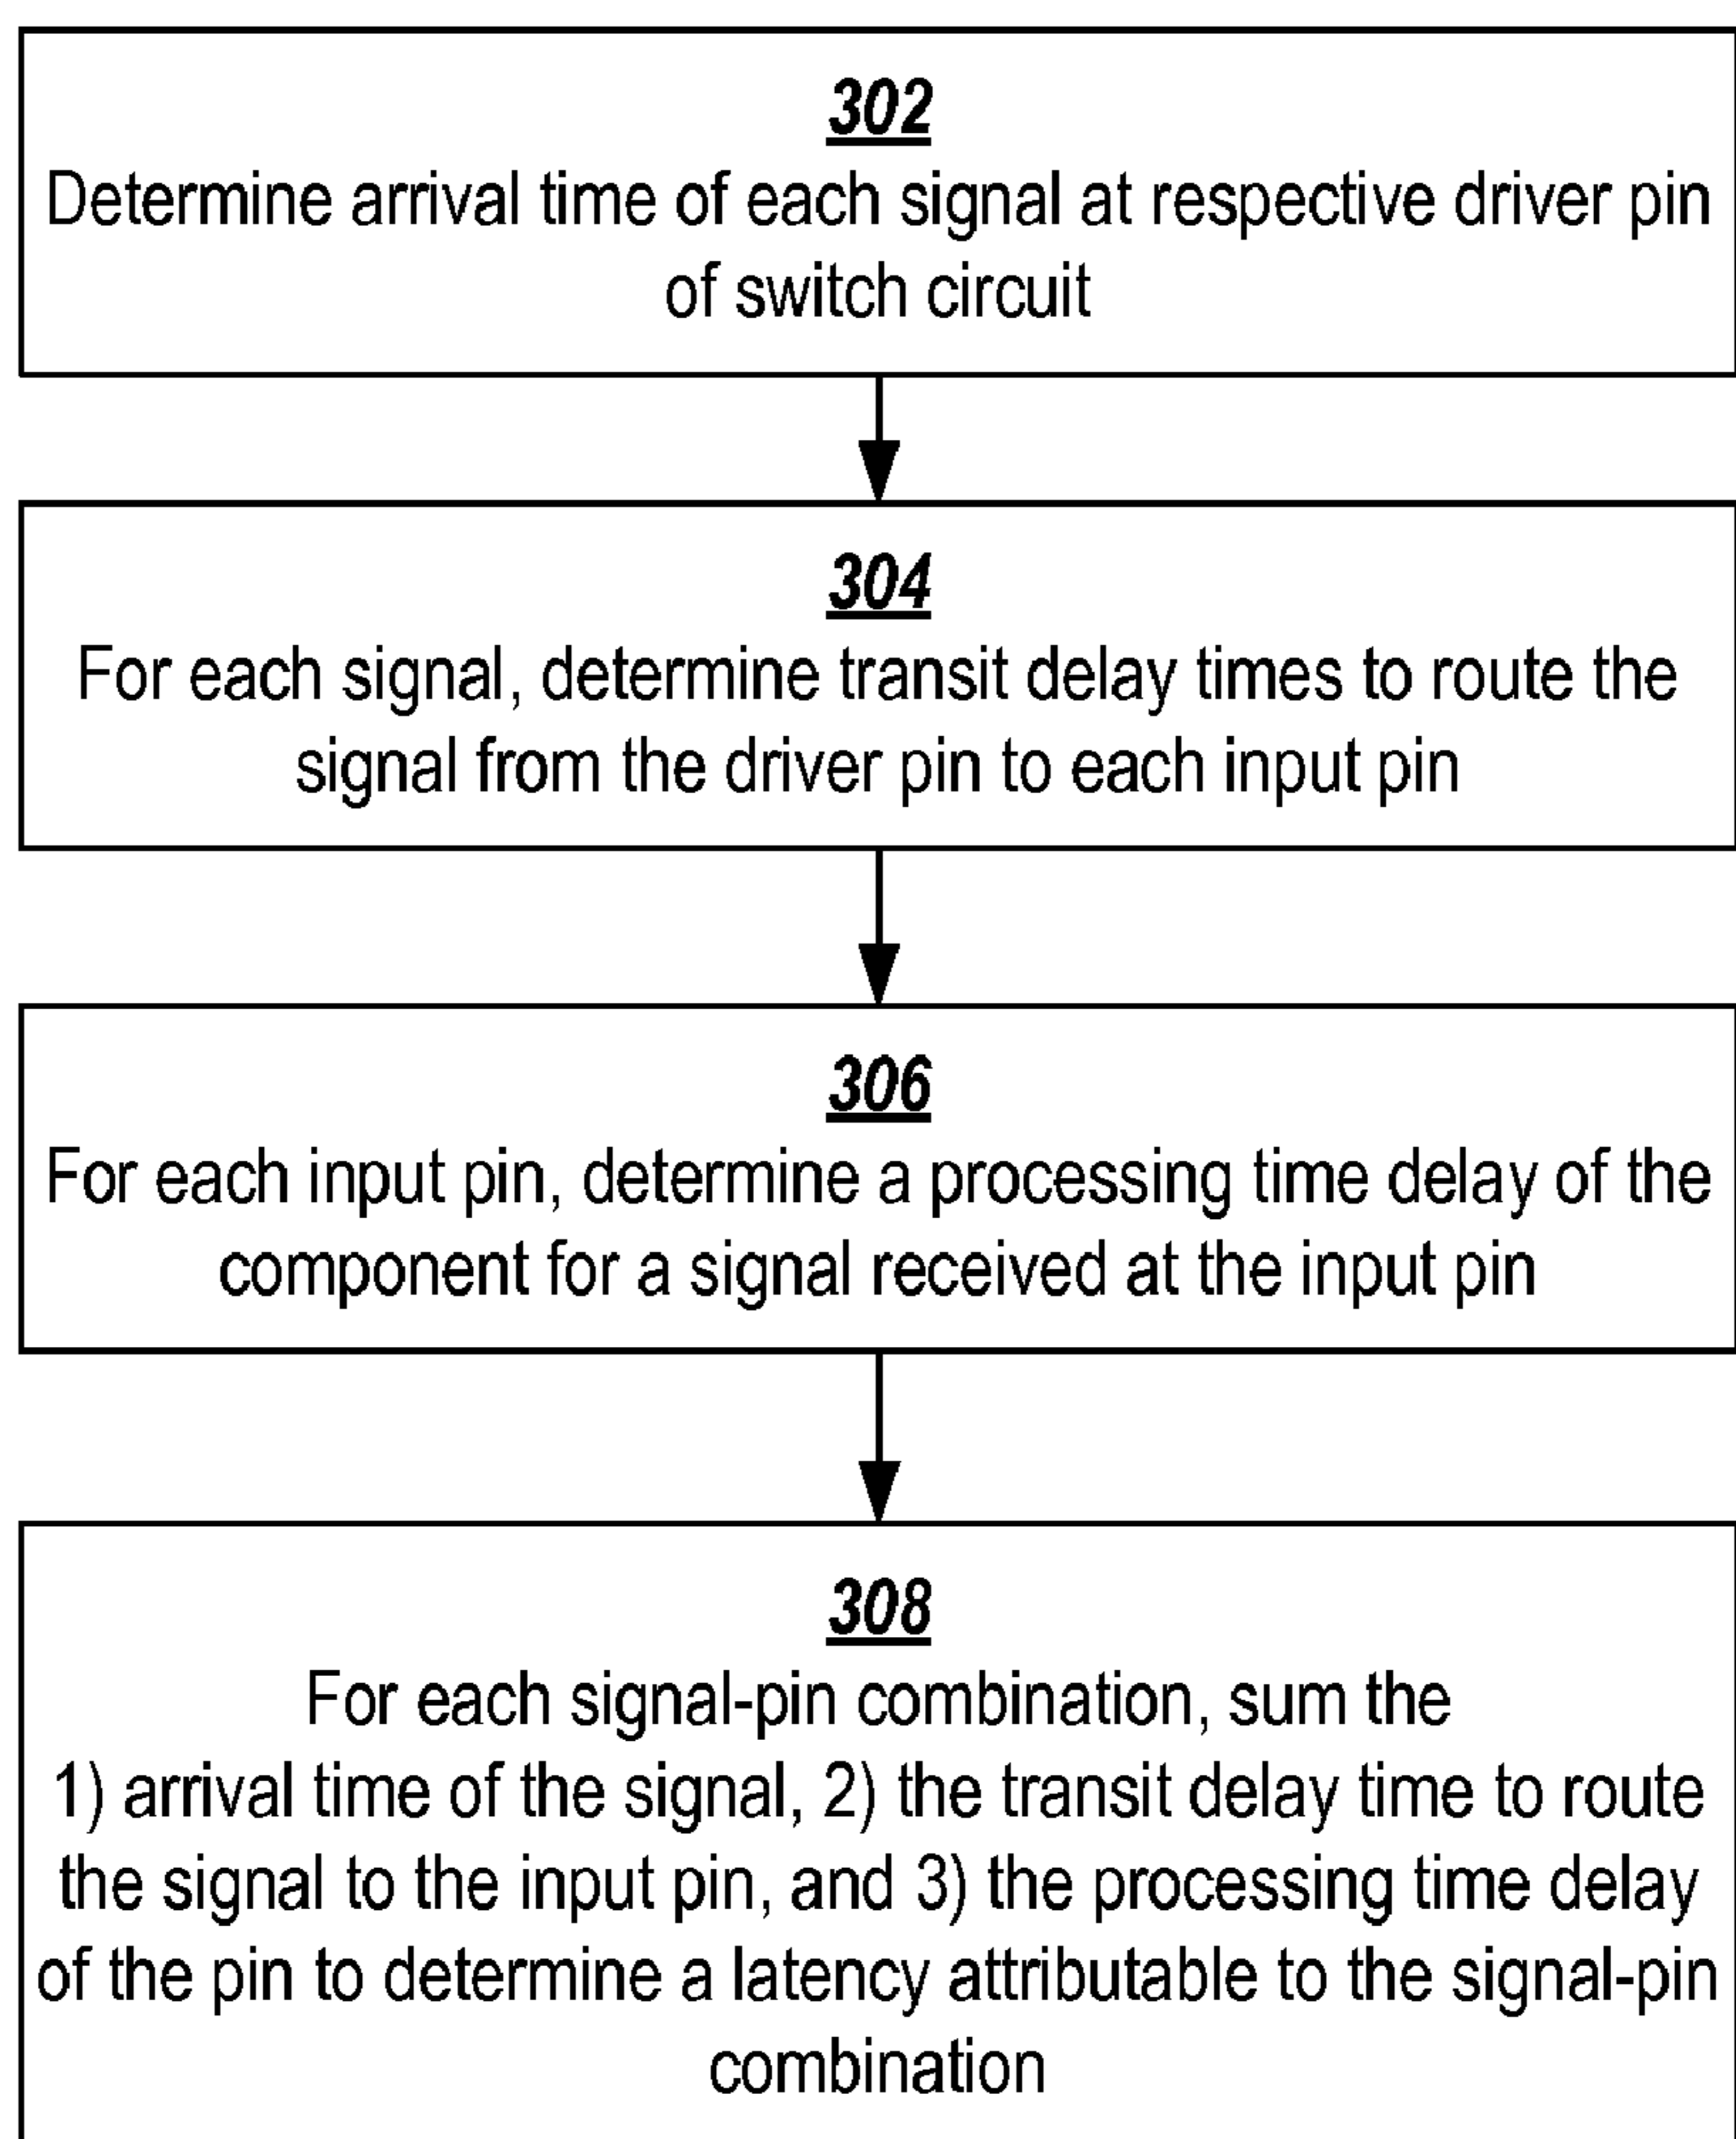 302
Determine arrival time of each signal at respective driver pin
of switch circuit
304
For each signal, determine transit delay times to route the
signal from the driver pin to each input pin
306
For each input pin, determine a processing time delay of the
component for a signal received at the input pin
308
For each signal-pin combination, sum the
1) arrival time of the signal, 2) the transit delay time to route
the signal to the input pin, and 3) the processing time delay
of the pin to determine a latency attributable to the signal-pin
combination